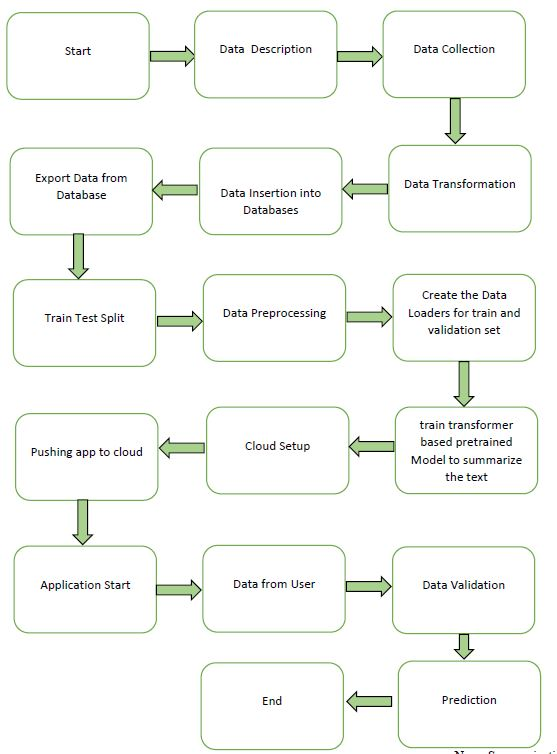 Start
Data Description
Data Collection
Data Transformation
Data Insertion into
Databases
Export Data from
Database
Train Test Split
Data Preprocessing
Create the Data
Loaders for train and
validation set
train transformer
based pretrained
Model to summarize
the text
Cloud Setup
Pushing app to cloud
Application Start
Data from User
Data Validation
Prediction
End